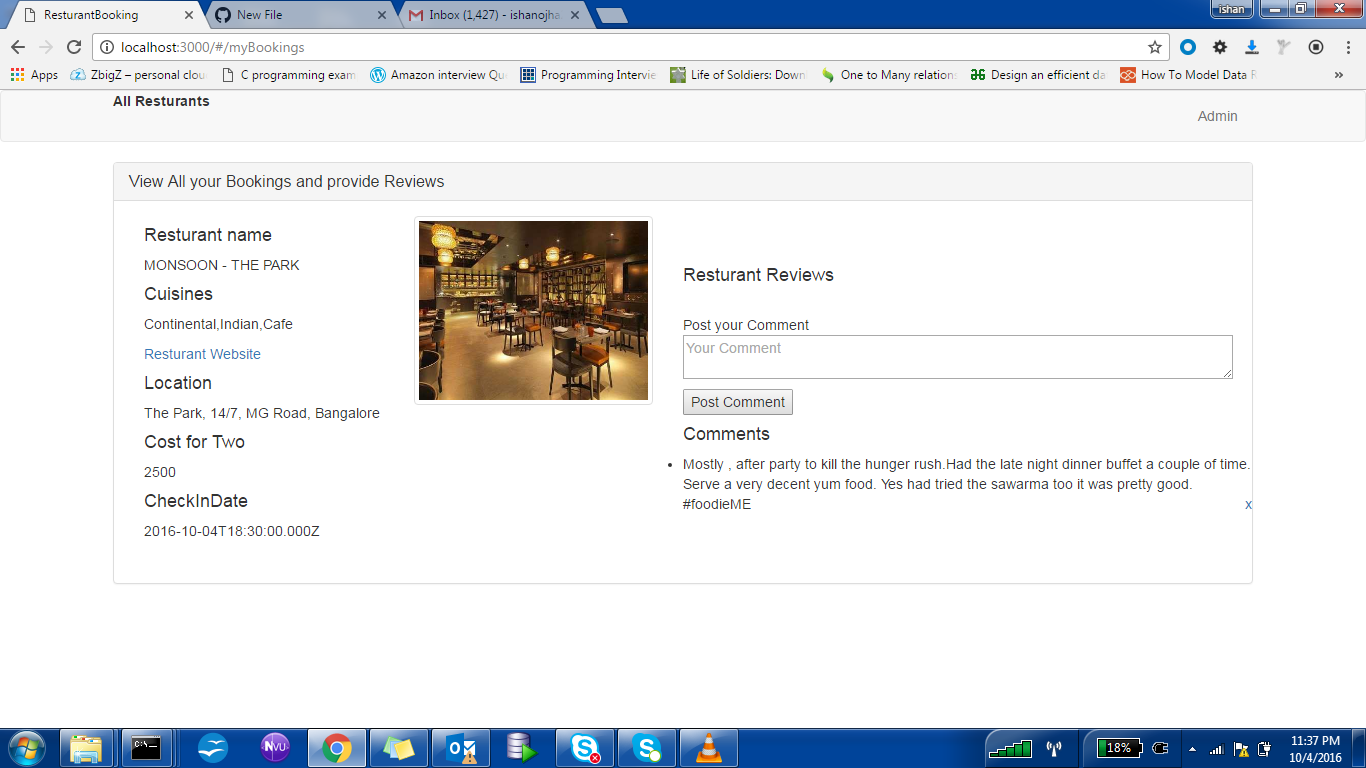 ResturantBooking
New File
Inbox (1,427) - ishanojha
ishan
localhost:3000/#/myBookings
Apps
ZbigZ – personal clou
C programming exam
Amazon interview Qu
Programming Intervie
Life of Soldiers: Down
One to Many relation
Design an efficient da
How To Model Data R
»
All Resturants
Admin
View All your Bookings and provide Reviews
Resturant name
MONSOON - THE PARK
Cuisines
Continental,Indian,Cafe
Resturant Website
Location
The Park, 14/7, MG Road, Bangalore
Cost for Two
2500
CheckInDate
2016-10-04T18:30:00.000Z
Resturant Reviews
Post your Comment
Your Comment
Post Comment
Comments
Mostly , after party to kill the hunger rush.Had the late night dinner buffet a couple of time.
Serve a very decent yum food. Yes had tried the sawarma too it was pretty good.
#foodieME
x
C:\
NVU
18%
11:37 PM
10/4/2016